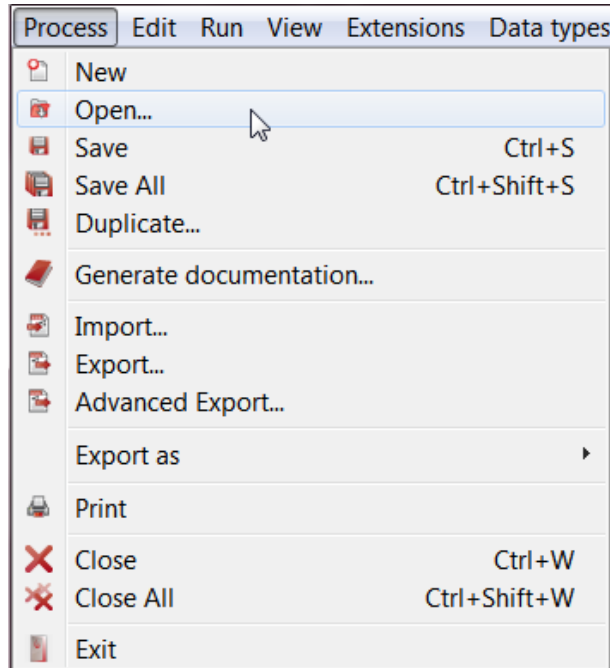 Process Edit Run View Extensions Data types
New
Open...
Save Ctrl+S
Save All Ctrl+Shift+S
Duplicate...
Generate documentation...
Import...
Export...
Advanced Export...
Export as
Print
Close Ctrl+W
Close All Ctrl+Shift+W
Exit